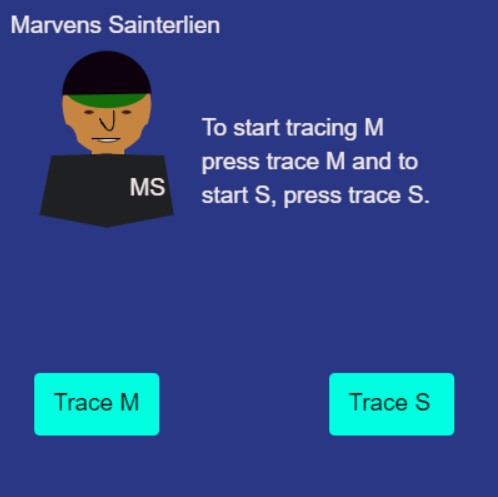 Marvens Sainterlien
MS
To start tracing M
press trace M and to
start S, press trace S.
Trace M
Trace S